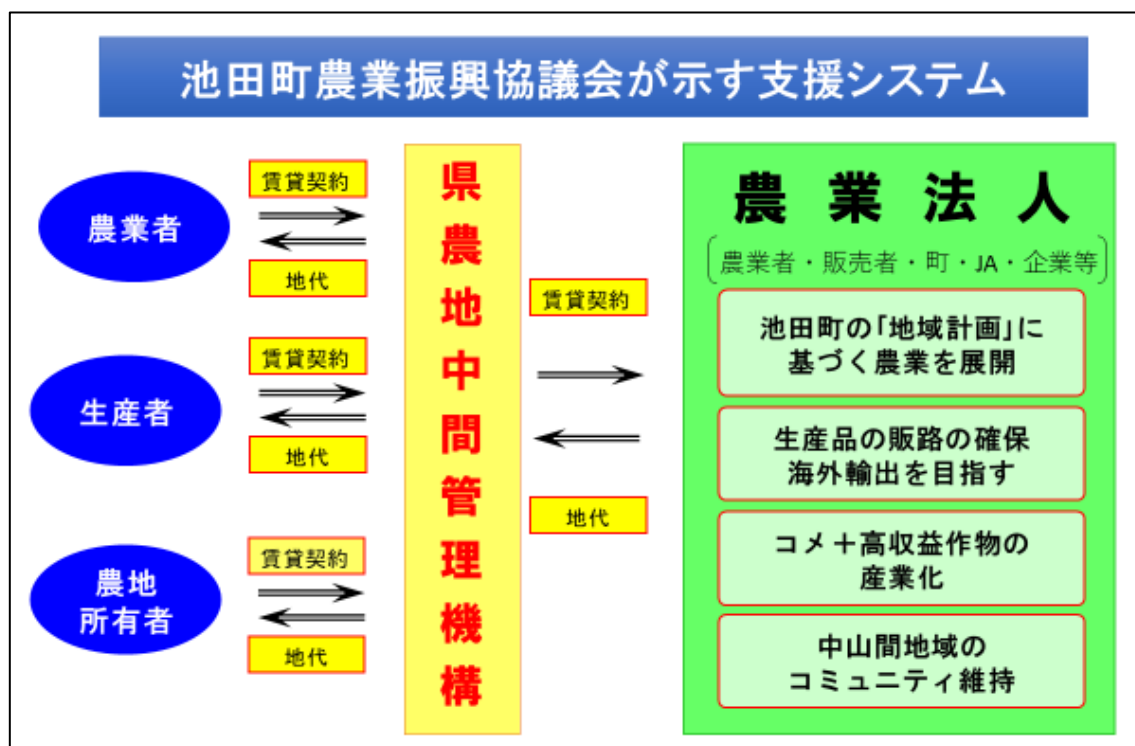 池田町農業振興協議会が示す支援システム
農業者
賃貸契約
地代
生産者
賃貸契約
地代
農地
所有者
賃貸契約
地代
県農地中間管理機構
賃貸契約
地代
農業法人
(農業者・販売者・町・JA・企業等)
池田町の「地域計画」に
基づく農業を展開
生産品の販路の確保
海外輸出を目指す
コメ+高収益作物の
産業化
中山間地域の
コミュニティ維持